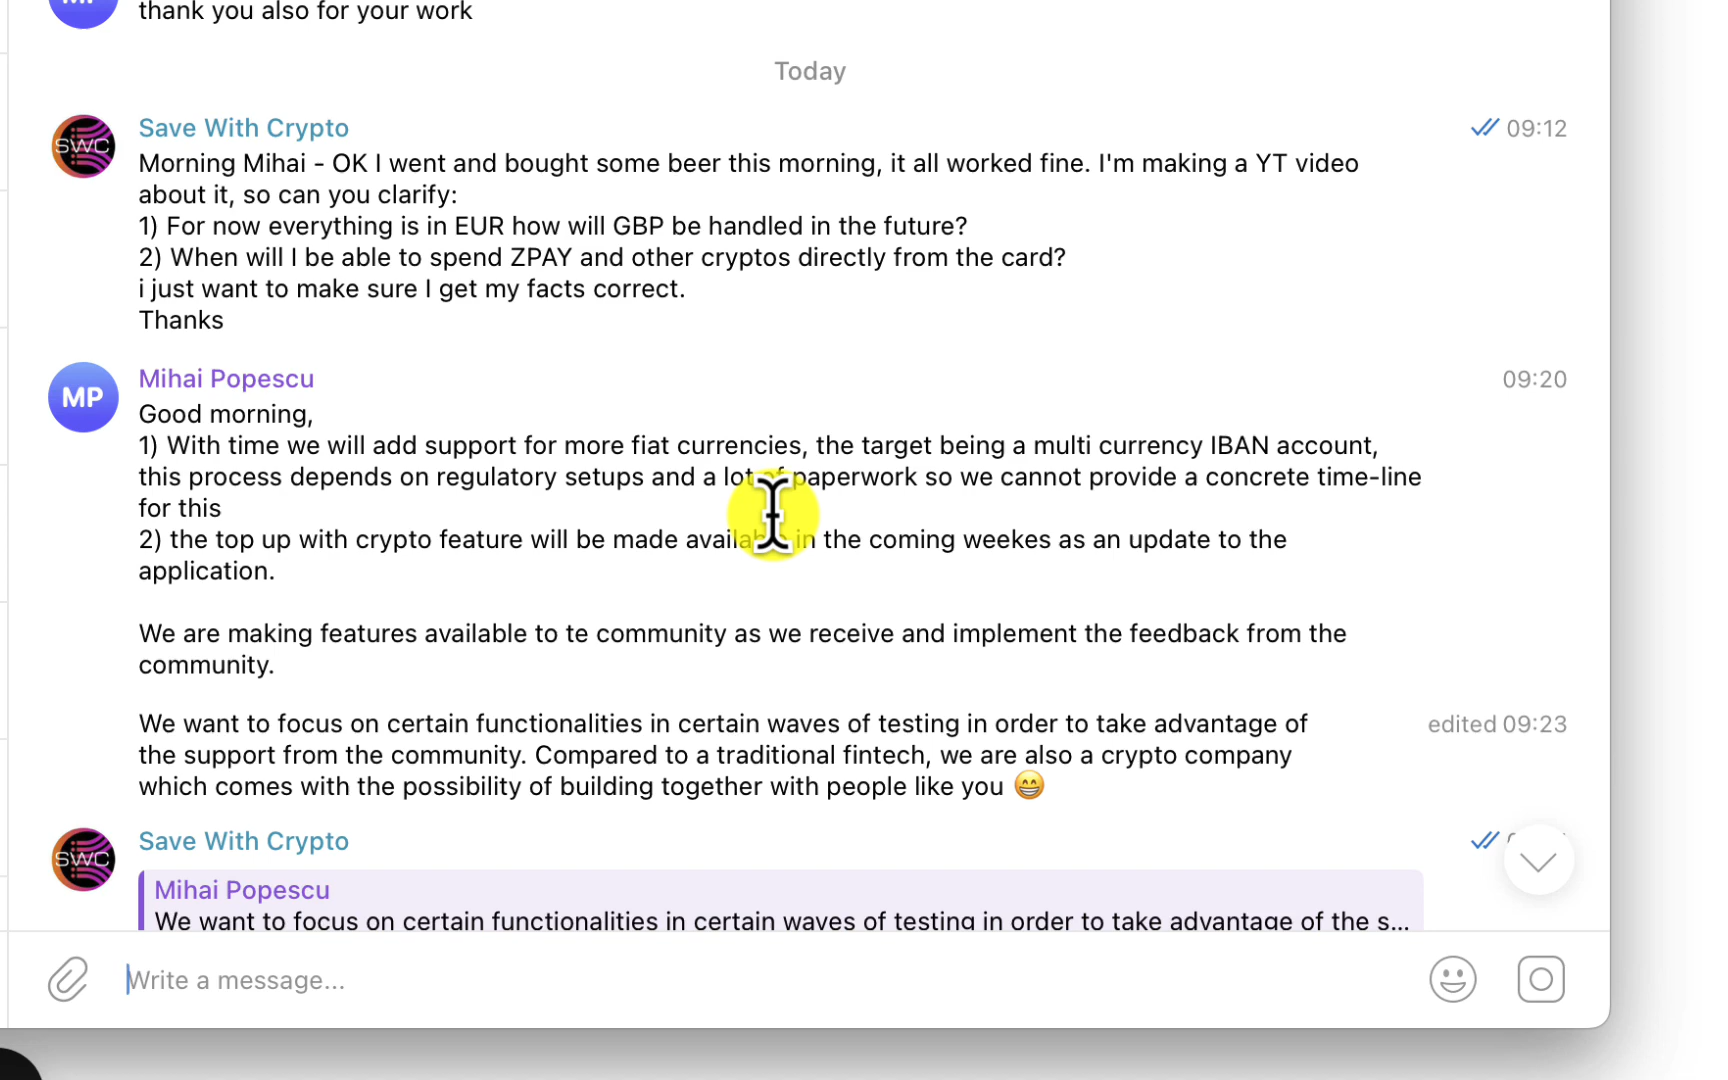 thank you also for your work
Today
Save With Crypto
09:12
Morning Mihai - OK I went and bought some beer this morning, it all worked fine. I'm making a YT video
about it, so can you clarify:
1) For now everything is in EUR how will GBP be handled in the future?
2) When will I be able to spend ZPAY and other cryptos directly from the card?
i just want to make sure I get my facts correct.
Thanks
SWC
Mihai Popescu
09:20
MP
Good morning,
1) With time we will add support for more fiat currencies, the target being a multi currency IBAN account,
this process depends on regulatory setups and a lot of paperwork so we cannot provide a concrete time-line
for this
2) the top up with crypto feature will be made available in the coming weekes as an update to the
application.
We are making features available to te community as we receive and implement the feedback from the
community.
We want to focus on certain functionalities in certain waves of testing in order to take advantage of
edited 09:23
the support from the community. Compared to a traditional fintech, we are also a crypto company
which comes with the possibility of building together with people like you 😁
Save With Crypto
SWC
Mihai Popescu
We want to focus on certain functionalities in certain waves of testing in order to take advantage of the s...
Write a message...